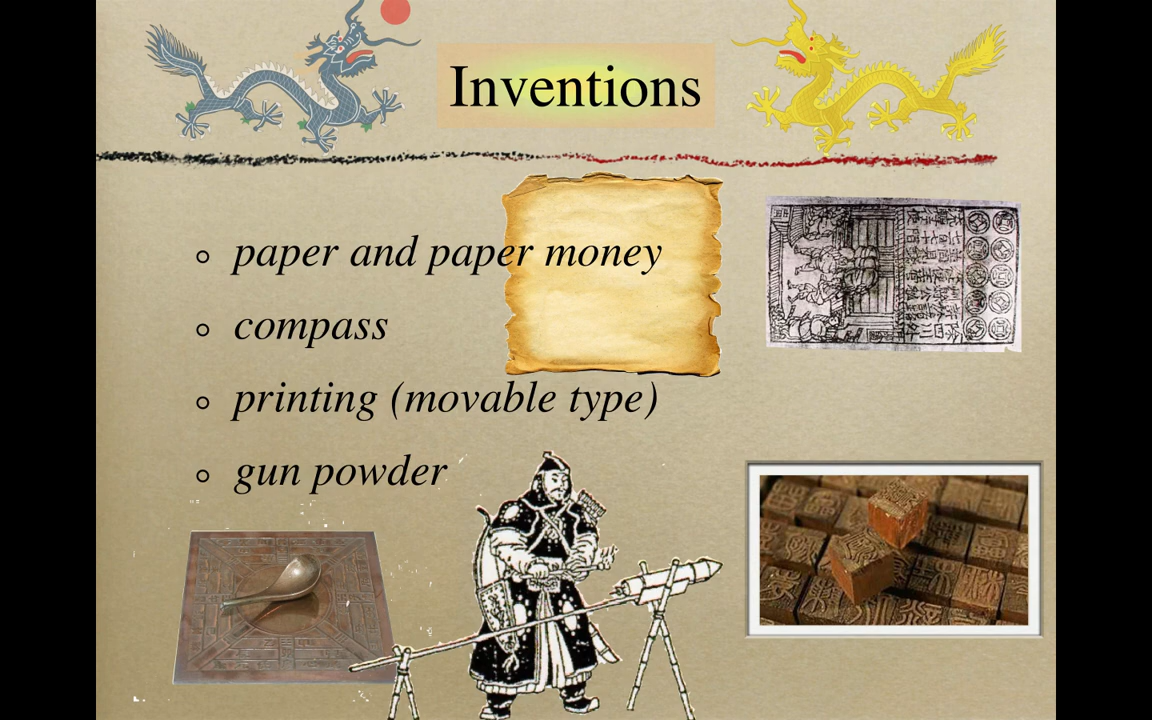 Inventions
paper and paper money
compass
printing (movable type)
gun powder